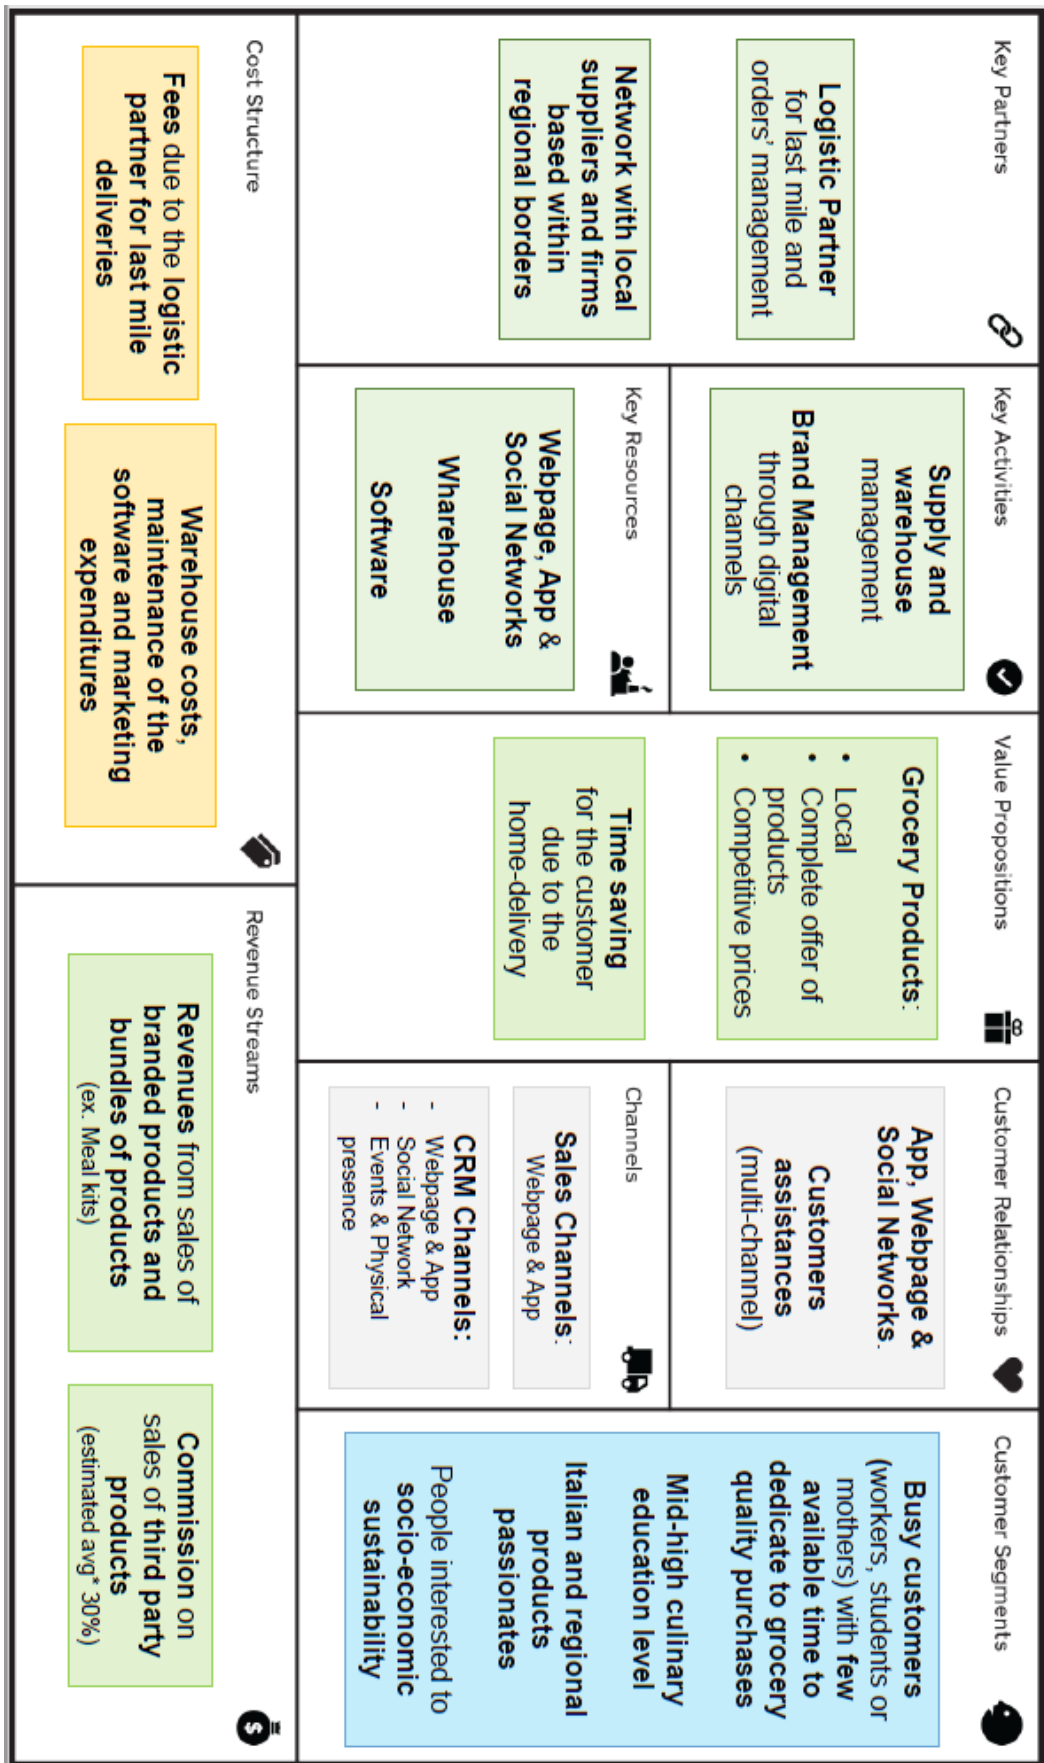 Key Partners
Logistic Partner
for last mile and
orders' management
Network with local
suppliers and firms
based within
regional borders
Key Activities
Supply and
warehouse
management
Brand Management
through digital
channels
Key Resources
Webpage, App &
Social Networks
Wharehouse
Software
Value Propositions
Grocery Products:
• Local
• Complete offer of
products
• Competitive prices
Time saving
for the customer
due to the
home-delivery
Customer Relationships
App, Webpage &
Social Networks.
Customers
assistances
(multi-channel)
Channels
Sales Channels:
Webpage & App
CRM Channels:
- Webpage & App
- Social Network
- Events & Physical
presence
Customer Segments
Busy customers
(workers, students or
mothers) with few
available time to
dedicate to grocery
quality purchases
Mid-high culinary
education level
Italian and regional
products
passionates
People interested to
socio-economic
sustainability
Cost Structure
Fees due to the logistic
partner for last mile
deliveries
Warehouse costs,
maintenance of the
software and marketing
expenditures
Revenue Streams
Revenues from sales of
branded products and
bundles of products
(ex. Meal kits)
Commission on
sales of third party
products
(estimated avg* 30%)
$